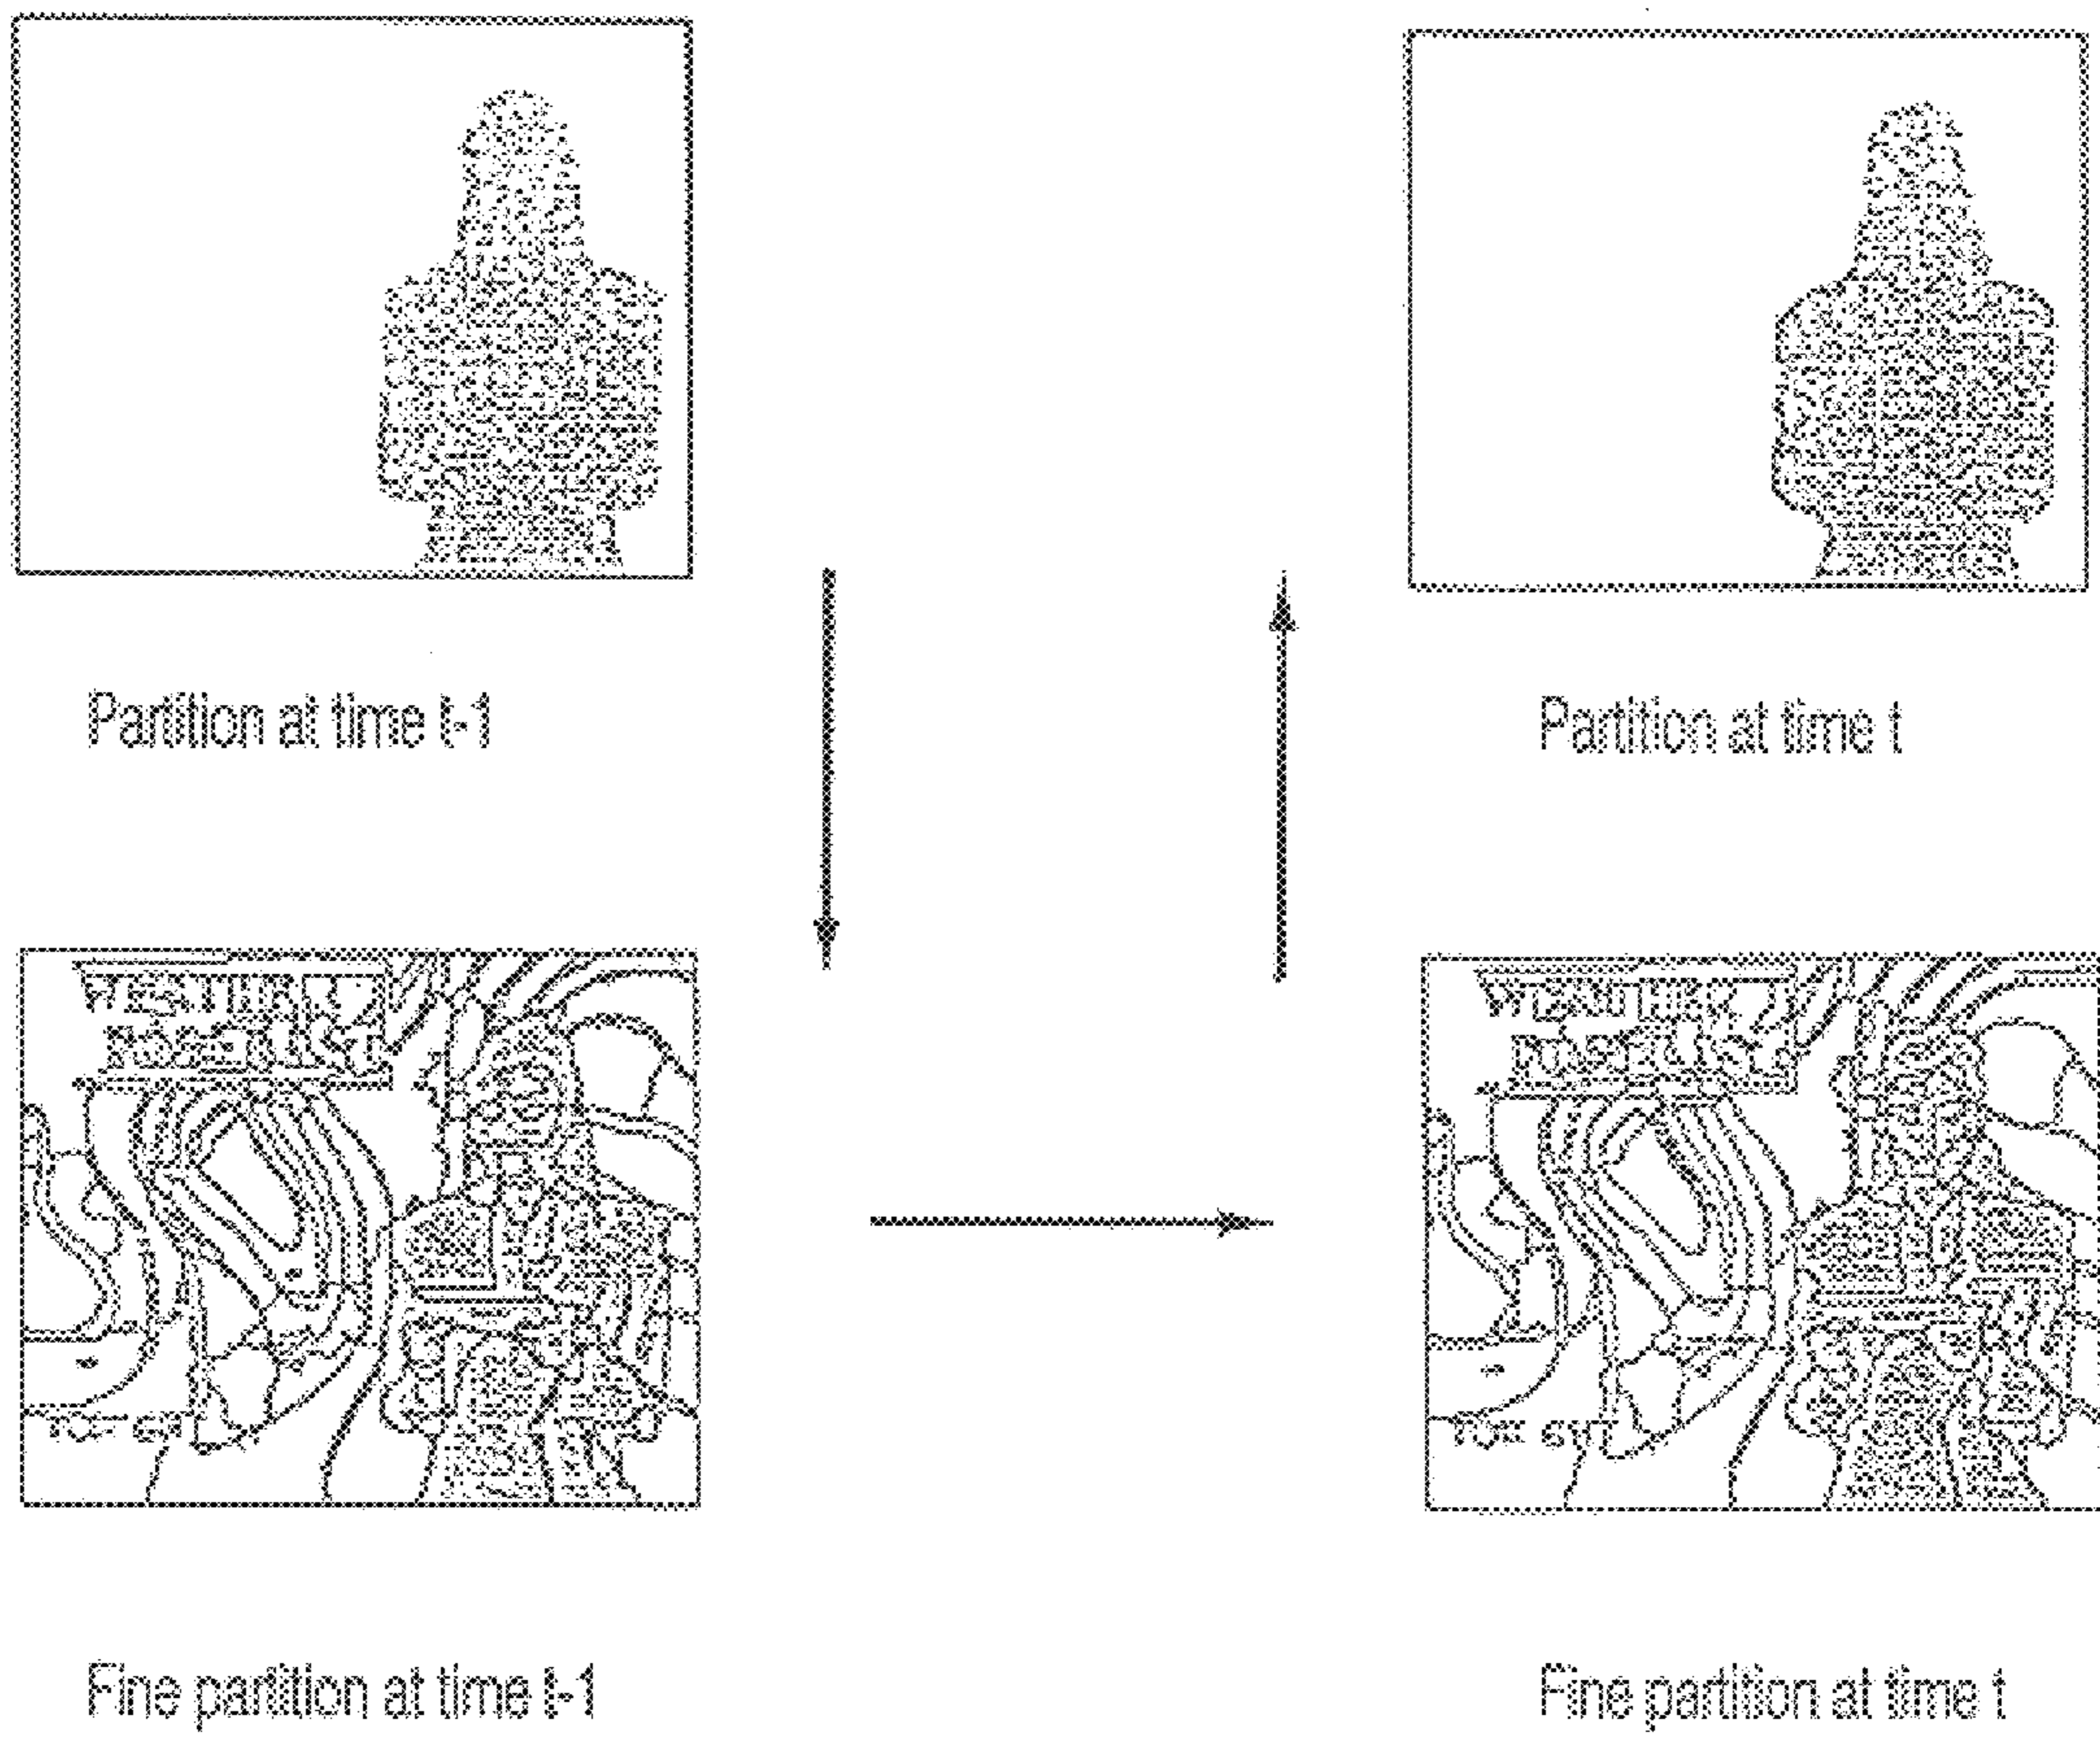 Partition at time t-1
Partition at time t
Fine partition at time t-1
Fine partition at time t